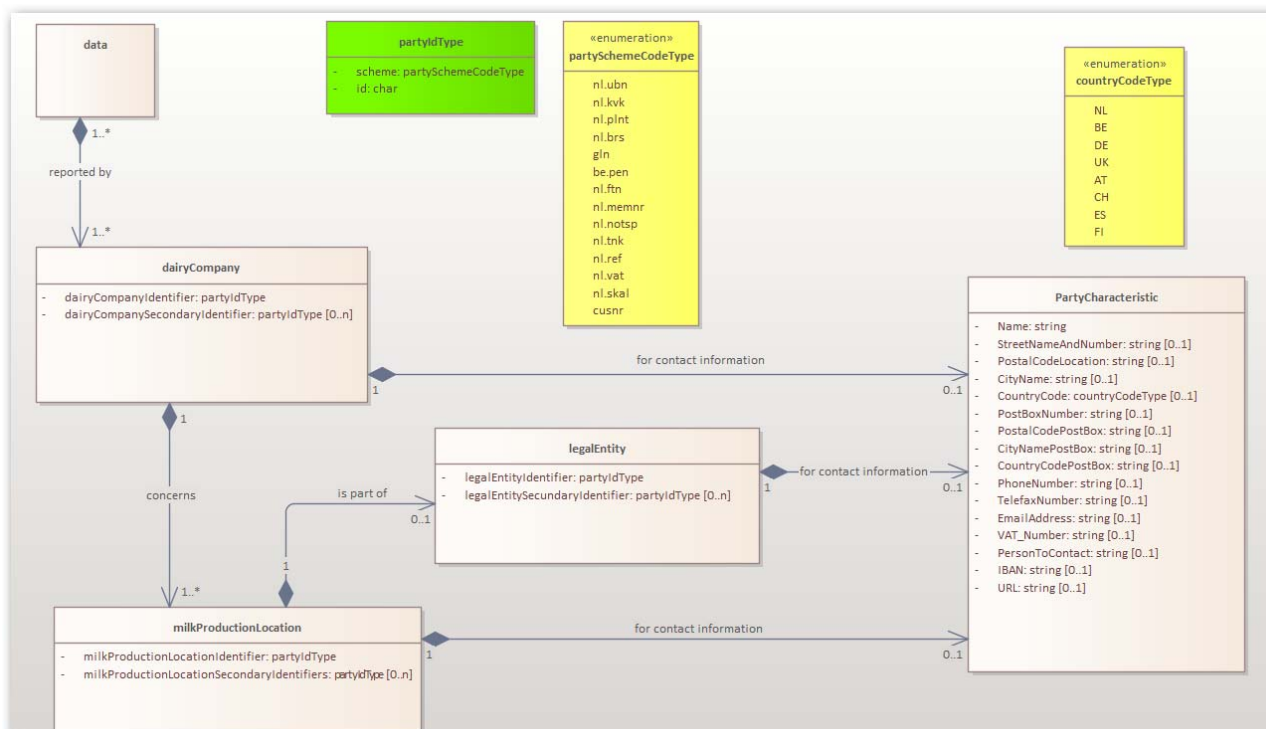 data
partyIdType
- scheme: partySchemeCodeType
- id: char
«enumeration»
partySchemeCodeType
nl.ubn
nl.kvk
nl.plnt
nl.brs
gln
be.pen
nl.ftn
nl.memnr
nl.notsp
nl.tnk
nl.ref
nl.vat
nl.skal
cusnr
«enumeration»
countryCodeType
NL
BE
DE
UK
AT
CH
ES
FI
1..*
reported by
1..*
dairyCompany
- dairyCompanyIdentifier: partyIdType
- dairyCompanySecondaryIdentifier: partyIdType [0..n]
for contact information
1
0..1
1
concerns
1..*
PartyCharacteristic
- Name: string
- StreetNameAndNumber: string [0..1]
- PostalCodeLocation: string [0..1]
- CityName: string [0..1]
- CountryCode: countryCodeType [0..1]
- PostBoxNumber: string [0..1]
- PostalCodePostBox: string [0..1]
- CityNamePostBox: string [0..1]
- CountryCodePostBox: string [0..1]
- PhoneNumber: string [0..1]
- TelefaxNumber: string [0..1]
- EmailAddress: string [0..1]
- VAT_Number: string [0..1]
- PersonToContact: string [0..1]
- IBAN: string [0..1]
- URL: string [0..1]
legalEntity
- legalEntityIdentifier: partyIdType
- legalEntitySecundaryIdentifier: partyIdType [0..n]
for contact information
1
0..1
is part of
0..1
1
milkProductionLocation
- milkProductionLocationIdentifier: partyIdType
- milkProductionLocationSecondaryIdentifiers: partyIdType [0..n]
for contact information
1
0..1